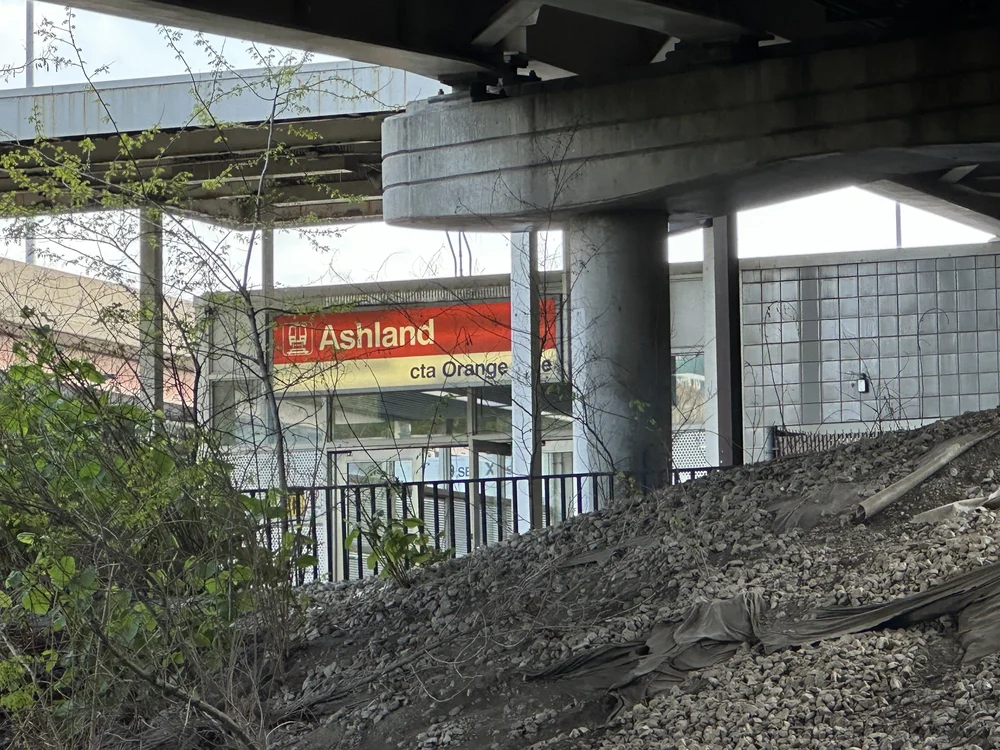 Ashland
cta Orange